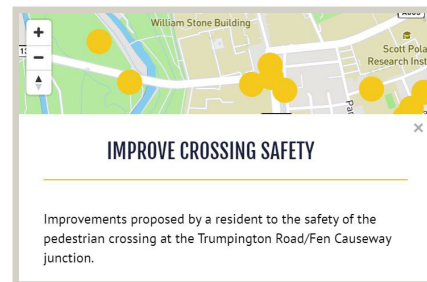 William Stone Building
Scott Pola
Research Inst
IMPROVE CROSSING SAFETY
Improvements proposed by a resident to the safety of the
pedestrian crossing at the Trumpington Road/Fen Causeway
junction.